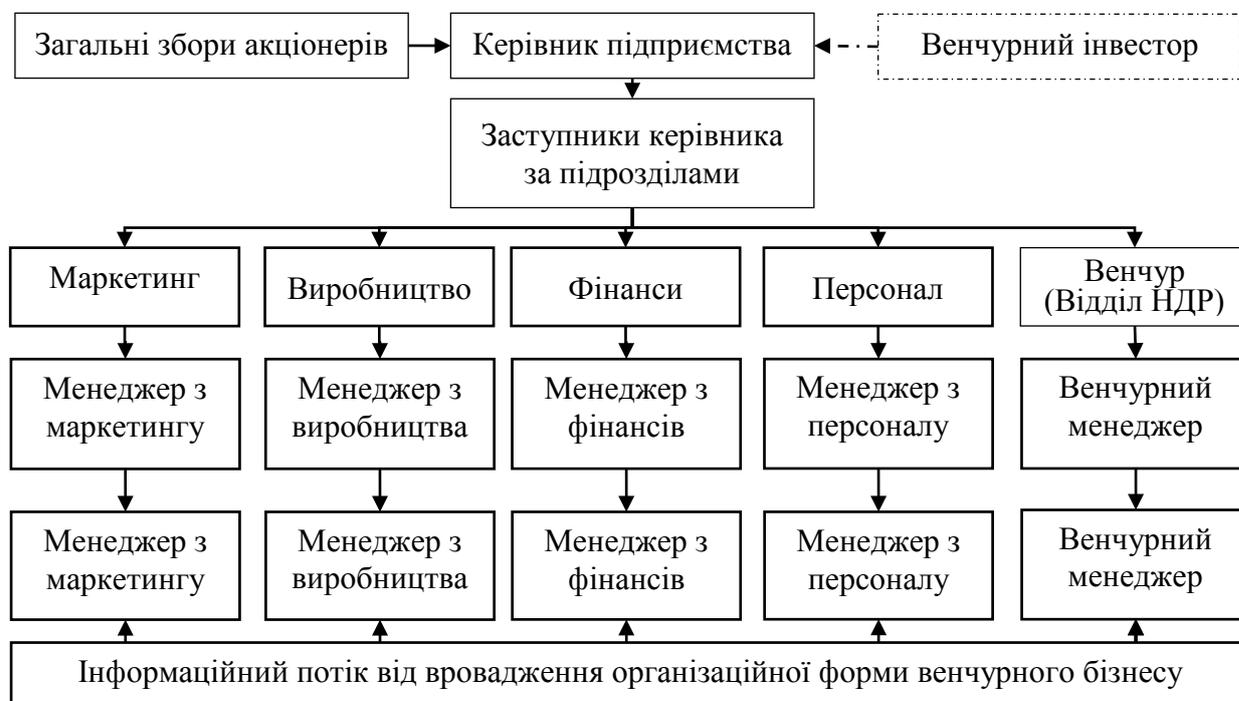 Загальні збори акціонерів
Керівник підприємства
Венчурний інвестор
Заступники керівника
за підрозділами
Маркетинг
Виробництво
Фінанси
Персонал
Венчур
(Відділ НДР)
Менеджер з
маркетингу
Менеджер з
виробництва
Менеджер з
фінансів
Менеджер з
персоналу
Венчурний
менеджер
Менеджер з
маркетингу
Менеджер з
виробництва
Менеджер з
фінансів
Менеджер з
персоналу
Венчурний
менеджер
Інформаційний потік від вровадження організаційної форми венчурного бізнесу